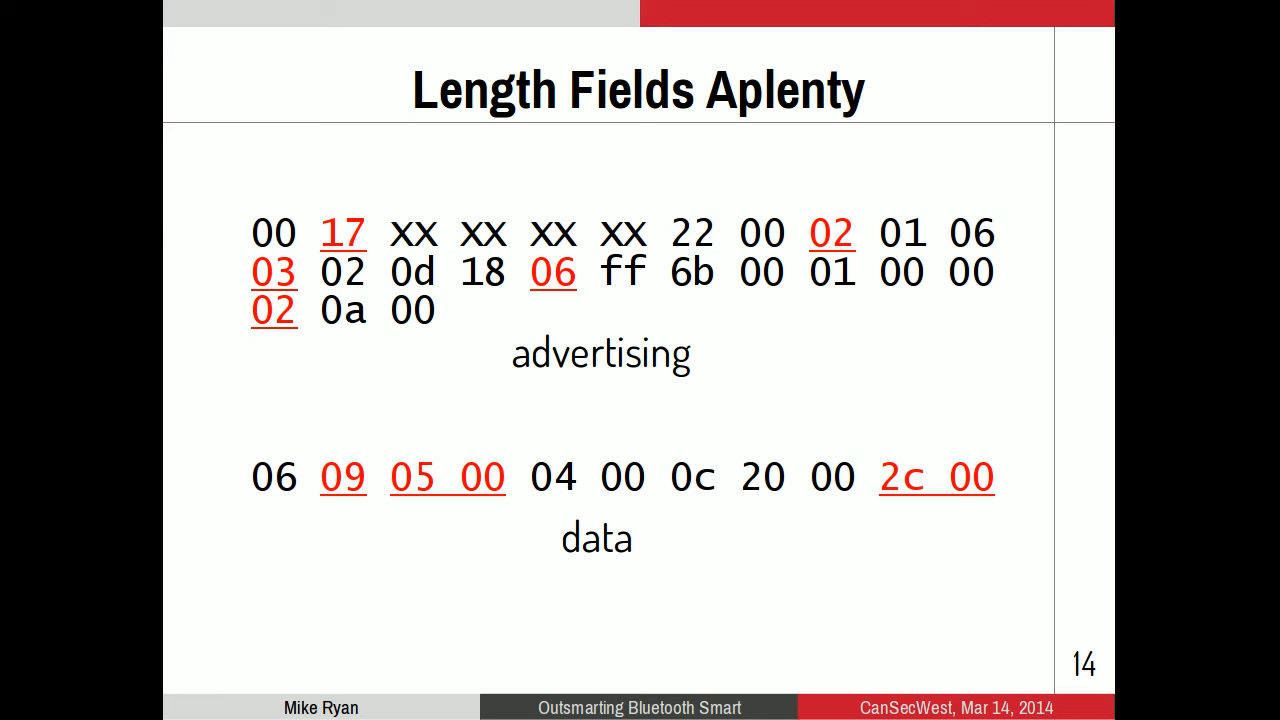 Length Fields Aplenty
00 17 xx xx xx xx 22 00 02 01 06
03 02 0d 18 06 ff 6b 00 01 00 00
02 0a 00
advertising
06 09 05 00 04 00 0c 20 00 2c 00
data
14
Mike Ryan
Outsmarting Bluetooth Smart
CanSecWest, Mar 14, 2014